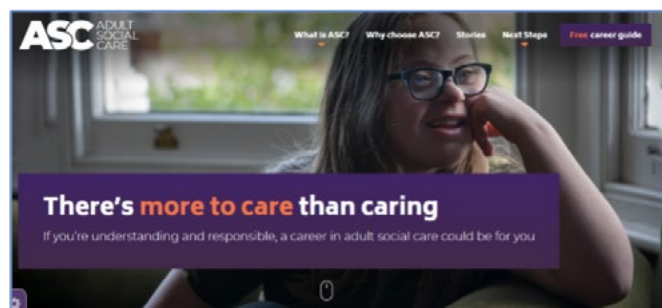 ASC ADULT SOCIAL CARE
What is ASC? Why choose ASC? Stories Next Steps Free career guide
There's more to care than caring
If you're understanding and responsible, a career in adult social care could be for you